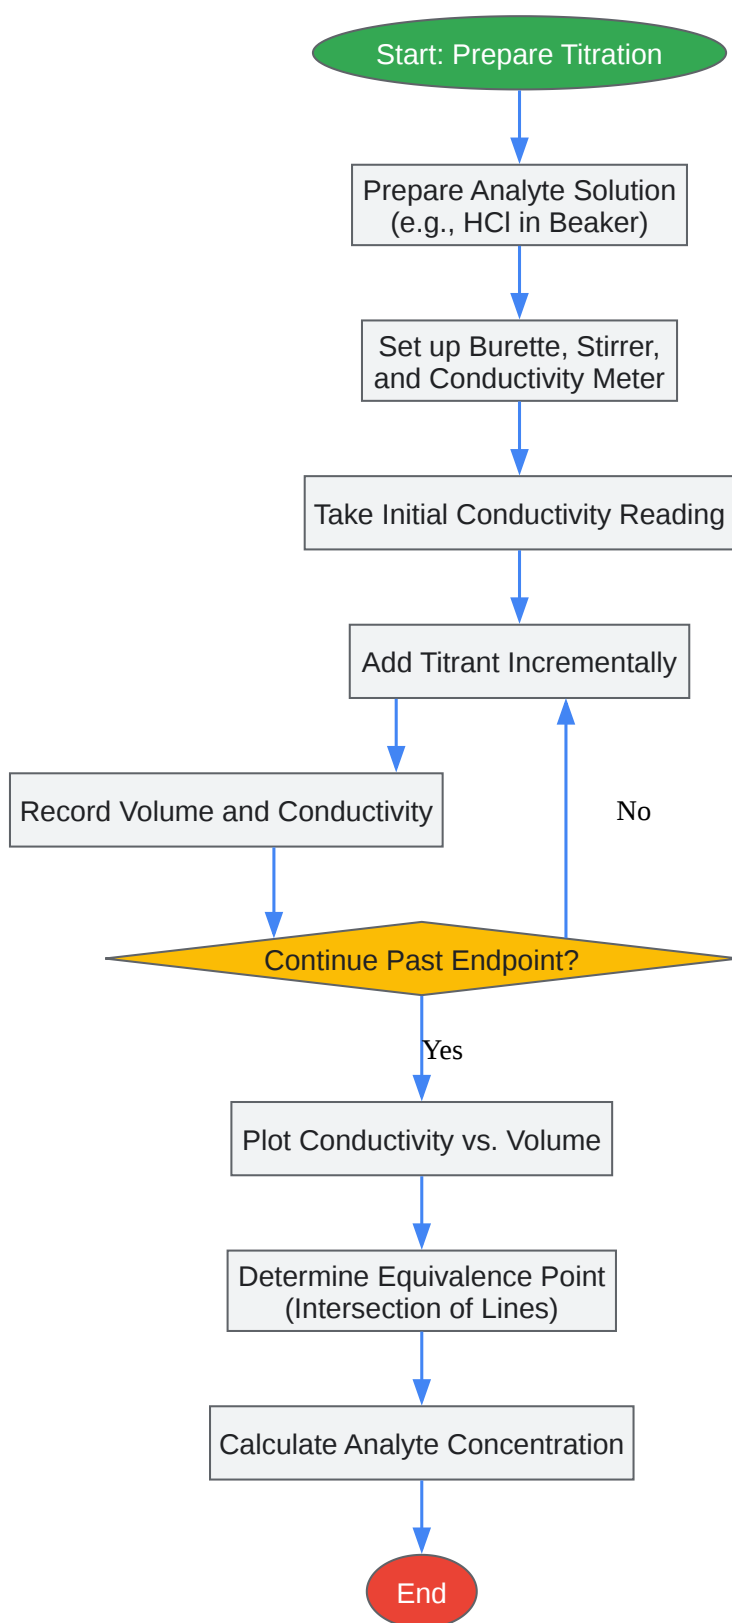 Start: Prepare Titration
Prepare Analyte Solution
(e.g., HCl in Beaker)
Set up Burette, Stirrer,
and Conductivity Meter
Take Initial Conductivity Reading
Add Titrant Incrementally
Record Volume and Conductivity
No
Continue Past Endpoint?
Yes
Plot Conductivity vs. Volume
Determine Equivalence Point
(Intersection of Lines)
Calculate Analyte Concentration
End